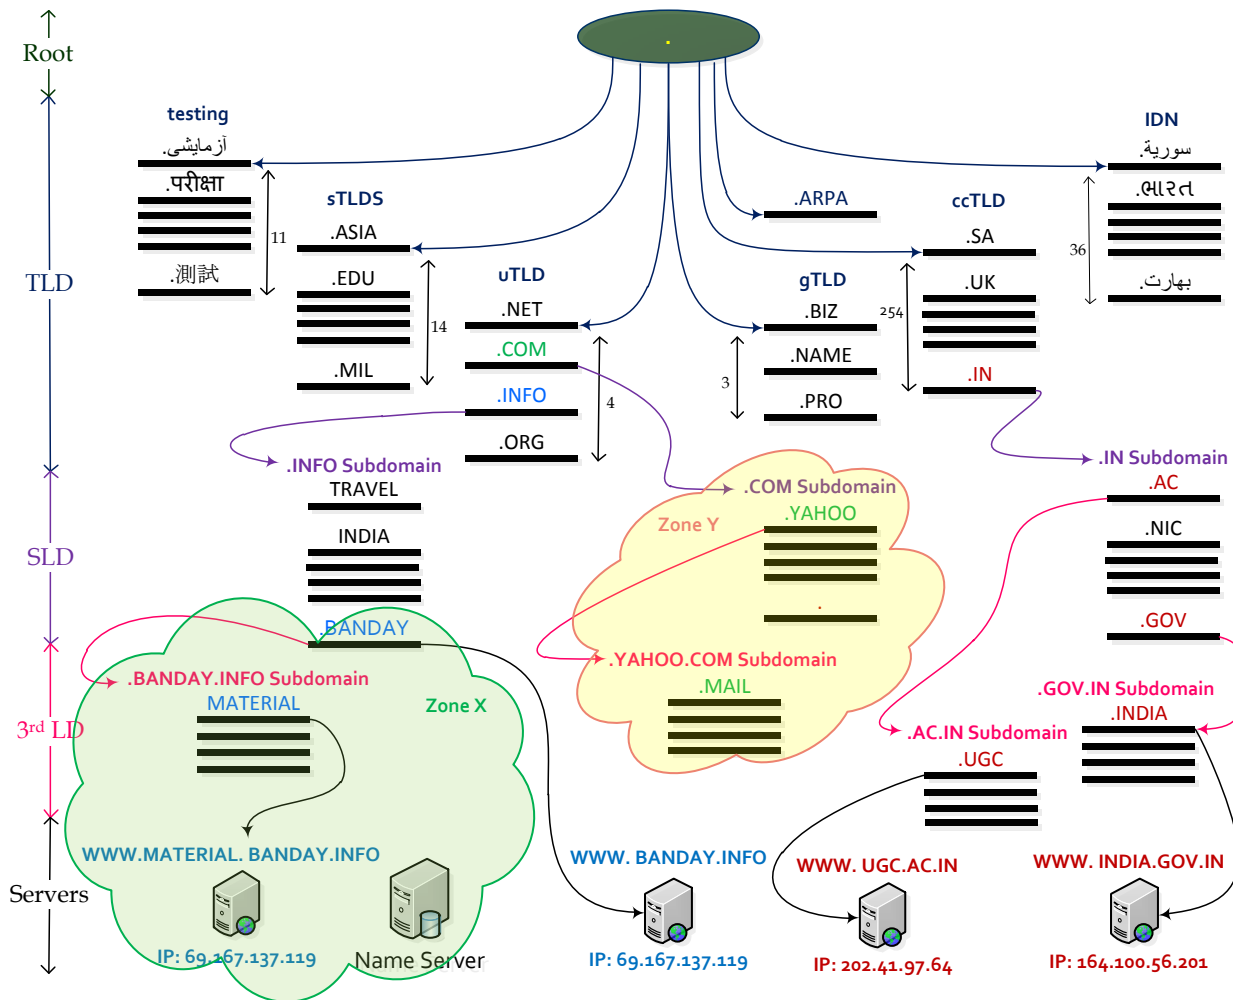 .
Root
testing
آزمایشی.
.परीक्षा
11
.測試
IDN
سورية.
.ભારત
36
بھارت.
sTLDS
.ASIA
.EDU
14
.MIL
.ARPA
ccTLD
.SA
.UK
254
.IN
TLD
uTLD
.NET
.COM
.INFO
4
.ORG
gTLD
.BIZ
.NAME
3
.PRO
.INFO Subdomain
TRAVEL
INDIA
.BANDAY
.COM Subdomain
Zone Y
.YAHOO
.
.IN Subdomain
.AC
.NIC
.GOV
SLD
.YAHOO.COM Subdomain
.MAIL
.BANDAY.INFO Subdomain
MATERIAL
Zone X
.GOV.IN Subdomain
.INDIA
3rd LD
.AC.IN Subdomain
.UGC
WWW.MATERIAL. BANDAY.INFO
WWW. BANDAY.INFO
WWW. UGC.AC.IN
WWW. INDIA.GOV.IN
Servers
IP: 69.167.137.119
Name Server
IP: 69.167.137.119
IP: 202.41.97.64
IP: 164.100.56.201